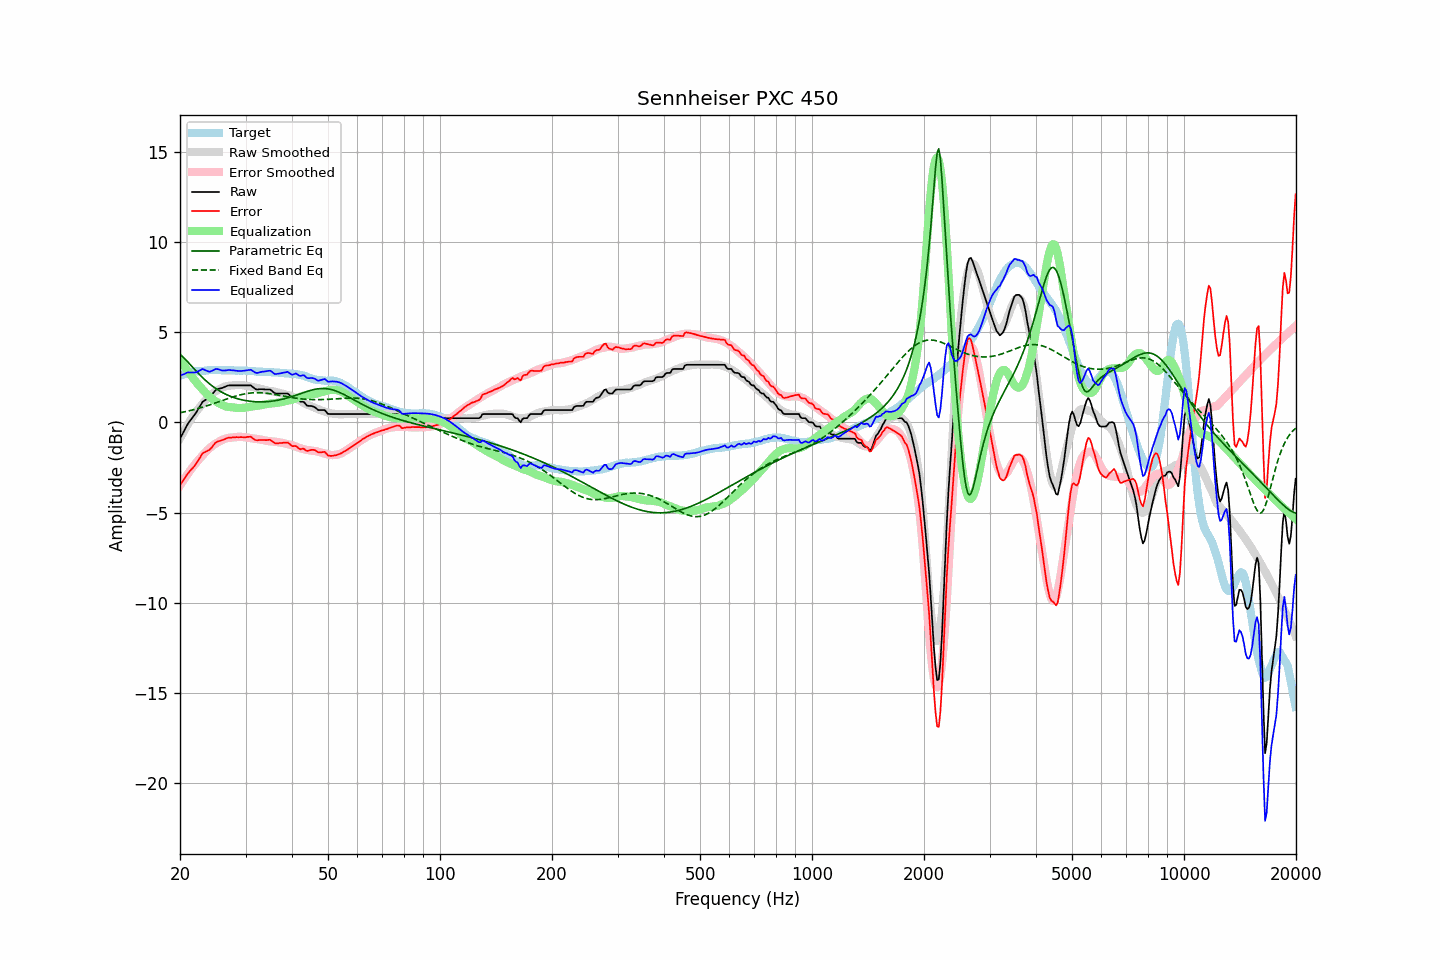 Sennheiser PXC 450
Target
Raw Smoothed
Error Smoothed
Raw
Error
Equalization
Parametric Eq
Fixed Band Eq
Equalized
15
10
5
0
−5
−10
−15
−20
Amplitude (dBr)
20
50
100
200
500
1000
2000
5000
10000
20000
Frequency (Hz)